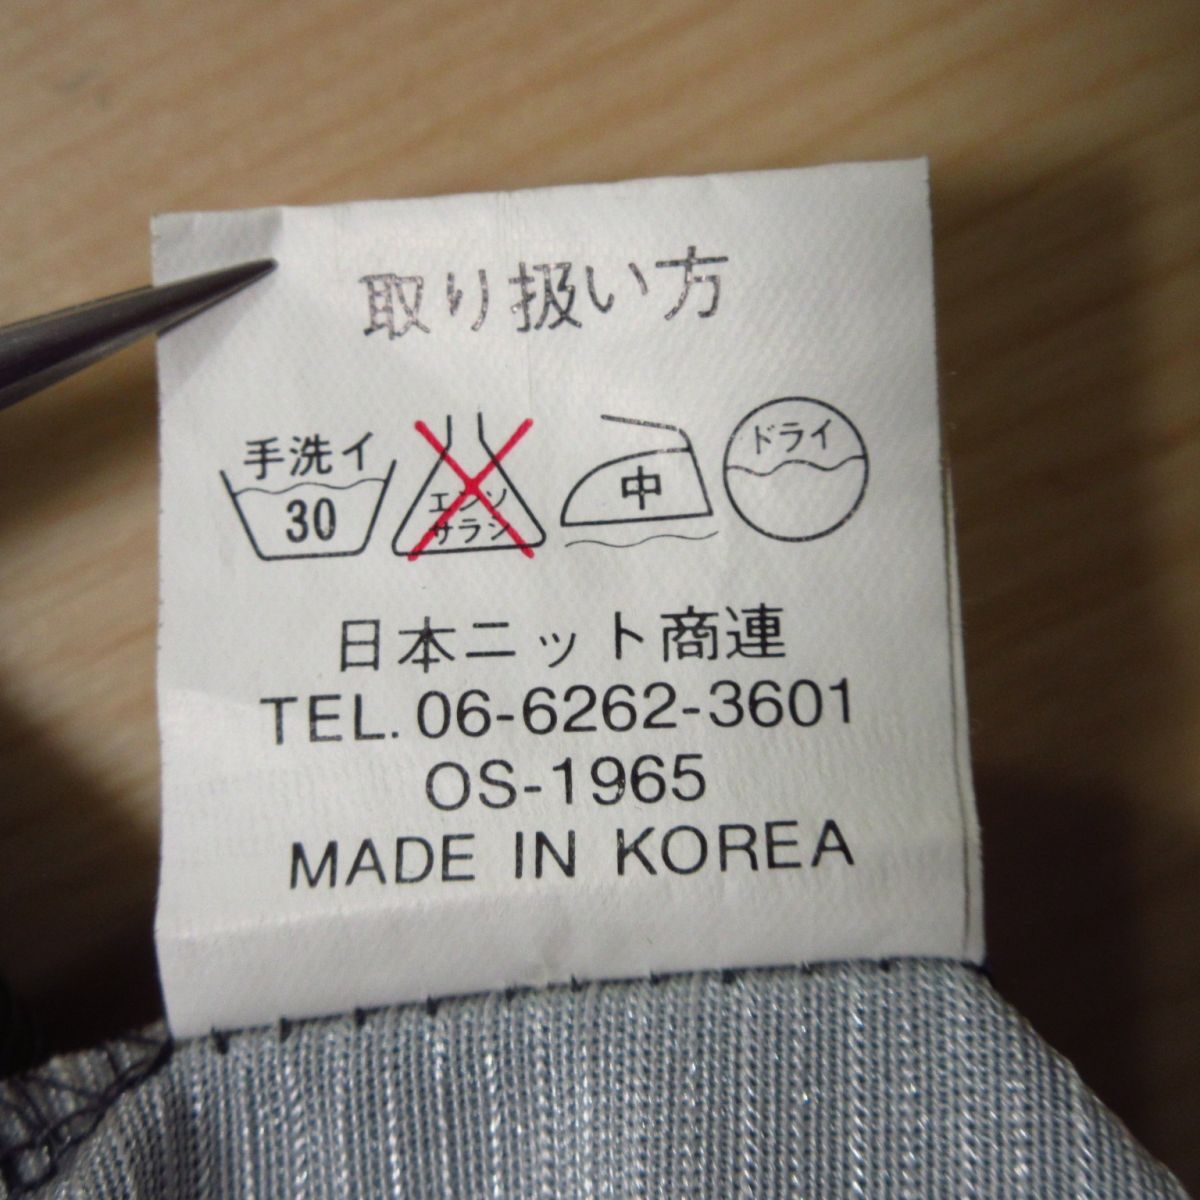 取り扱い方
手洗イ 30 エンソサラシ 中 ドライ
日本ニット商連
TEL. 06-6262-3601
OS-1965
MADE IN KOREA